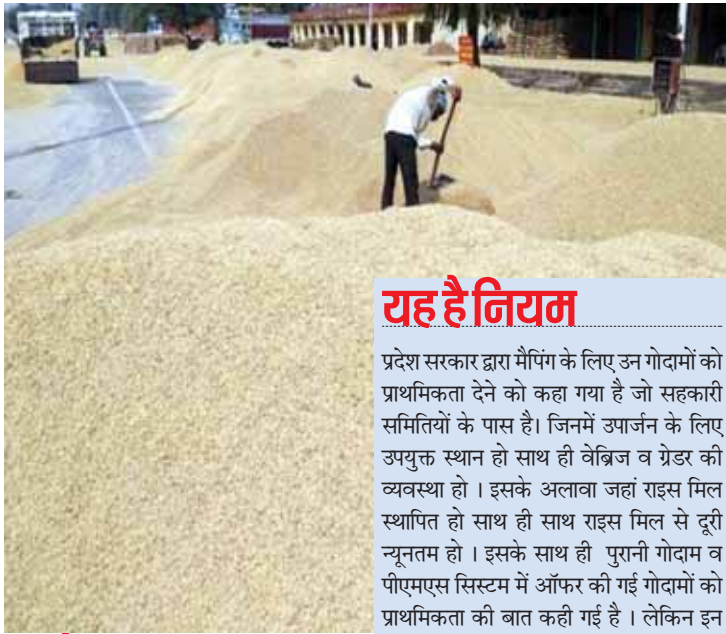 यह है नियम
प्रदेश सरकार द्वारा मैपिंग के लिए उन गोदामों को
प्राथमिकता देने को कहा गया है जो सहकारी
समितियों के पास है। जिनमें उपार्जन के लिए
उपयुक्त स्थान हो साथ ही वेब्रिज व ग्रेडर की
व्यवस्था हो । इसके अलावा जहां राइस मिल
स्थापित हो साथ ही साथ राइस मिल से दूरी
न्यूनतम हो । इसके साथ ही पुरानी गोदाम व
पीएमएस सिस्टम में ऑफर की गई गोदामों को
प्राथमिकता की बात कही गई है । लेकिन इन